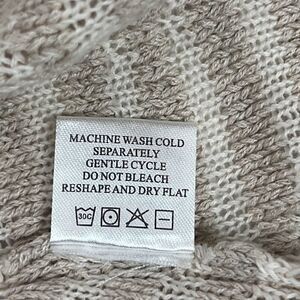 MACHINE WASH COLD
SEPARATELY
GENTLE CYCLE
DO NOT BLEACH
RESHAPE AND DRY FLAT
30C